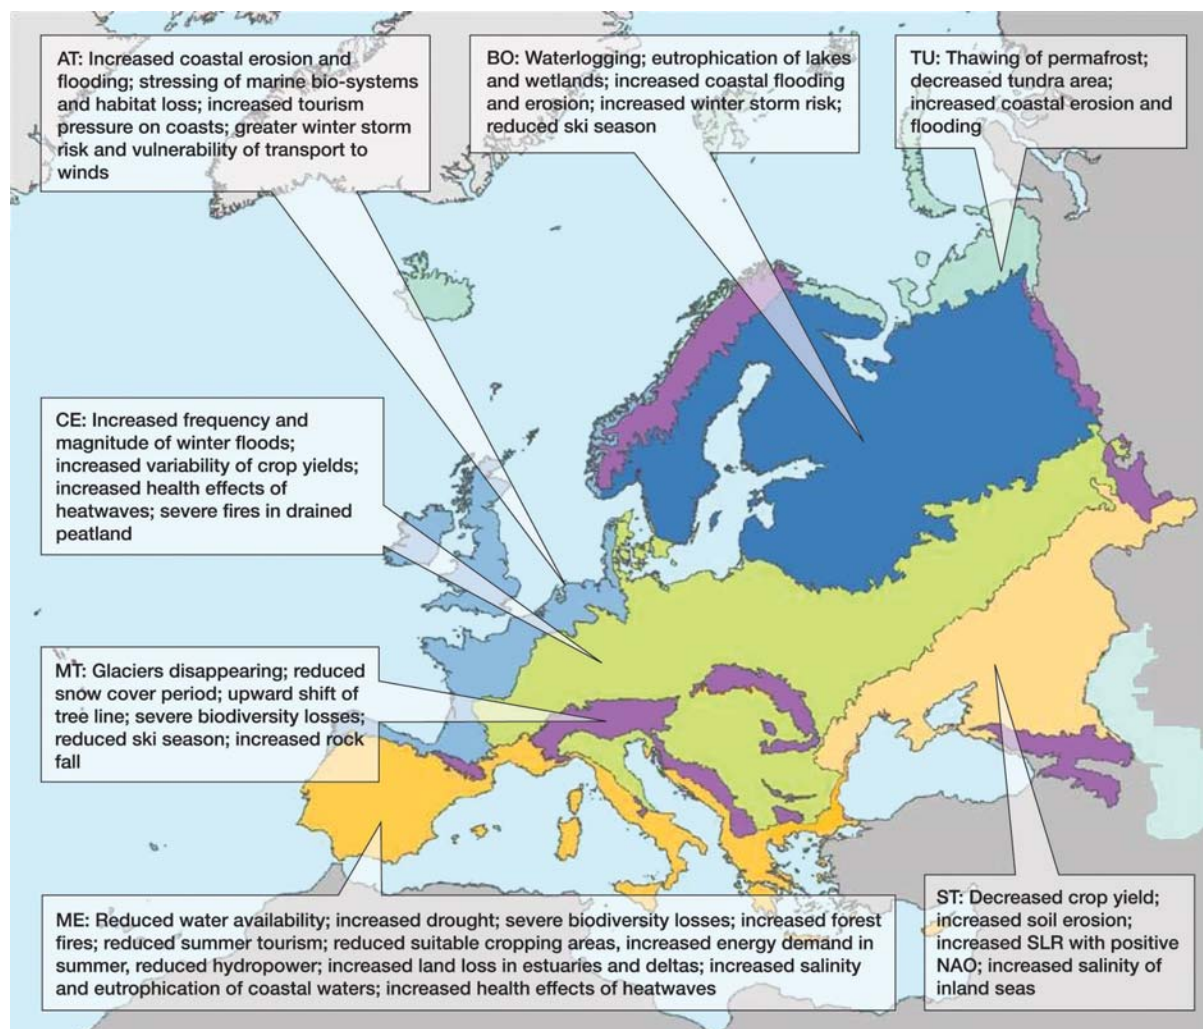 AT: Increased coastal erosion and
flooding; stressing of marine bio-systems
and habitat loss; increased tourism
pressure on coasts; greater winter storm
risk and vulnerability of transport to
winds
BO: Waterlogging; eutrophication of lakes
and wetlands; increased coastal flooding
and erosion; increased winter storm risk;
reduced ski season
TU: Thawing of permafrost;
decreased tundra area;
increased coastal erosion and
flooding
CE: Increased frequency and
magnitude of winter floods;
increased variability of crop yields;
increased health effects of
heatwaves; severe fires in drained
peatland
MT: Glaciers disappearing; reduced
snow cover period; upward shift of
tree line; severe biodiversity losses;
reduced ski season; increased rock
fall
ME: Reduced water availability; increased drought; severe biodiversity losses; increased forest
fires; reduced summer tourism; reduced suitable cropping areas, increased energy demand in
summer, reduced hydropower; increased land loss in estuaries and deltas; increased salinity
and eutrophication of coastal waters; increased health effects of heatwaves
ST: Decreased crop yield;
increased soil erosion;
increased SLR with positive
NAO; increased salinity of
inland seas